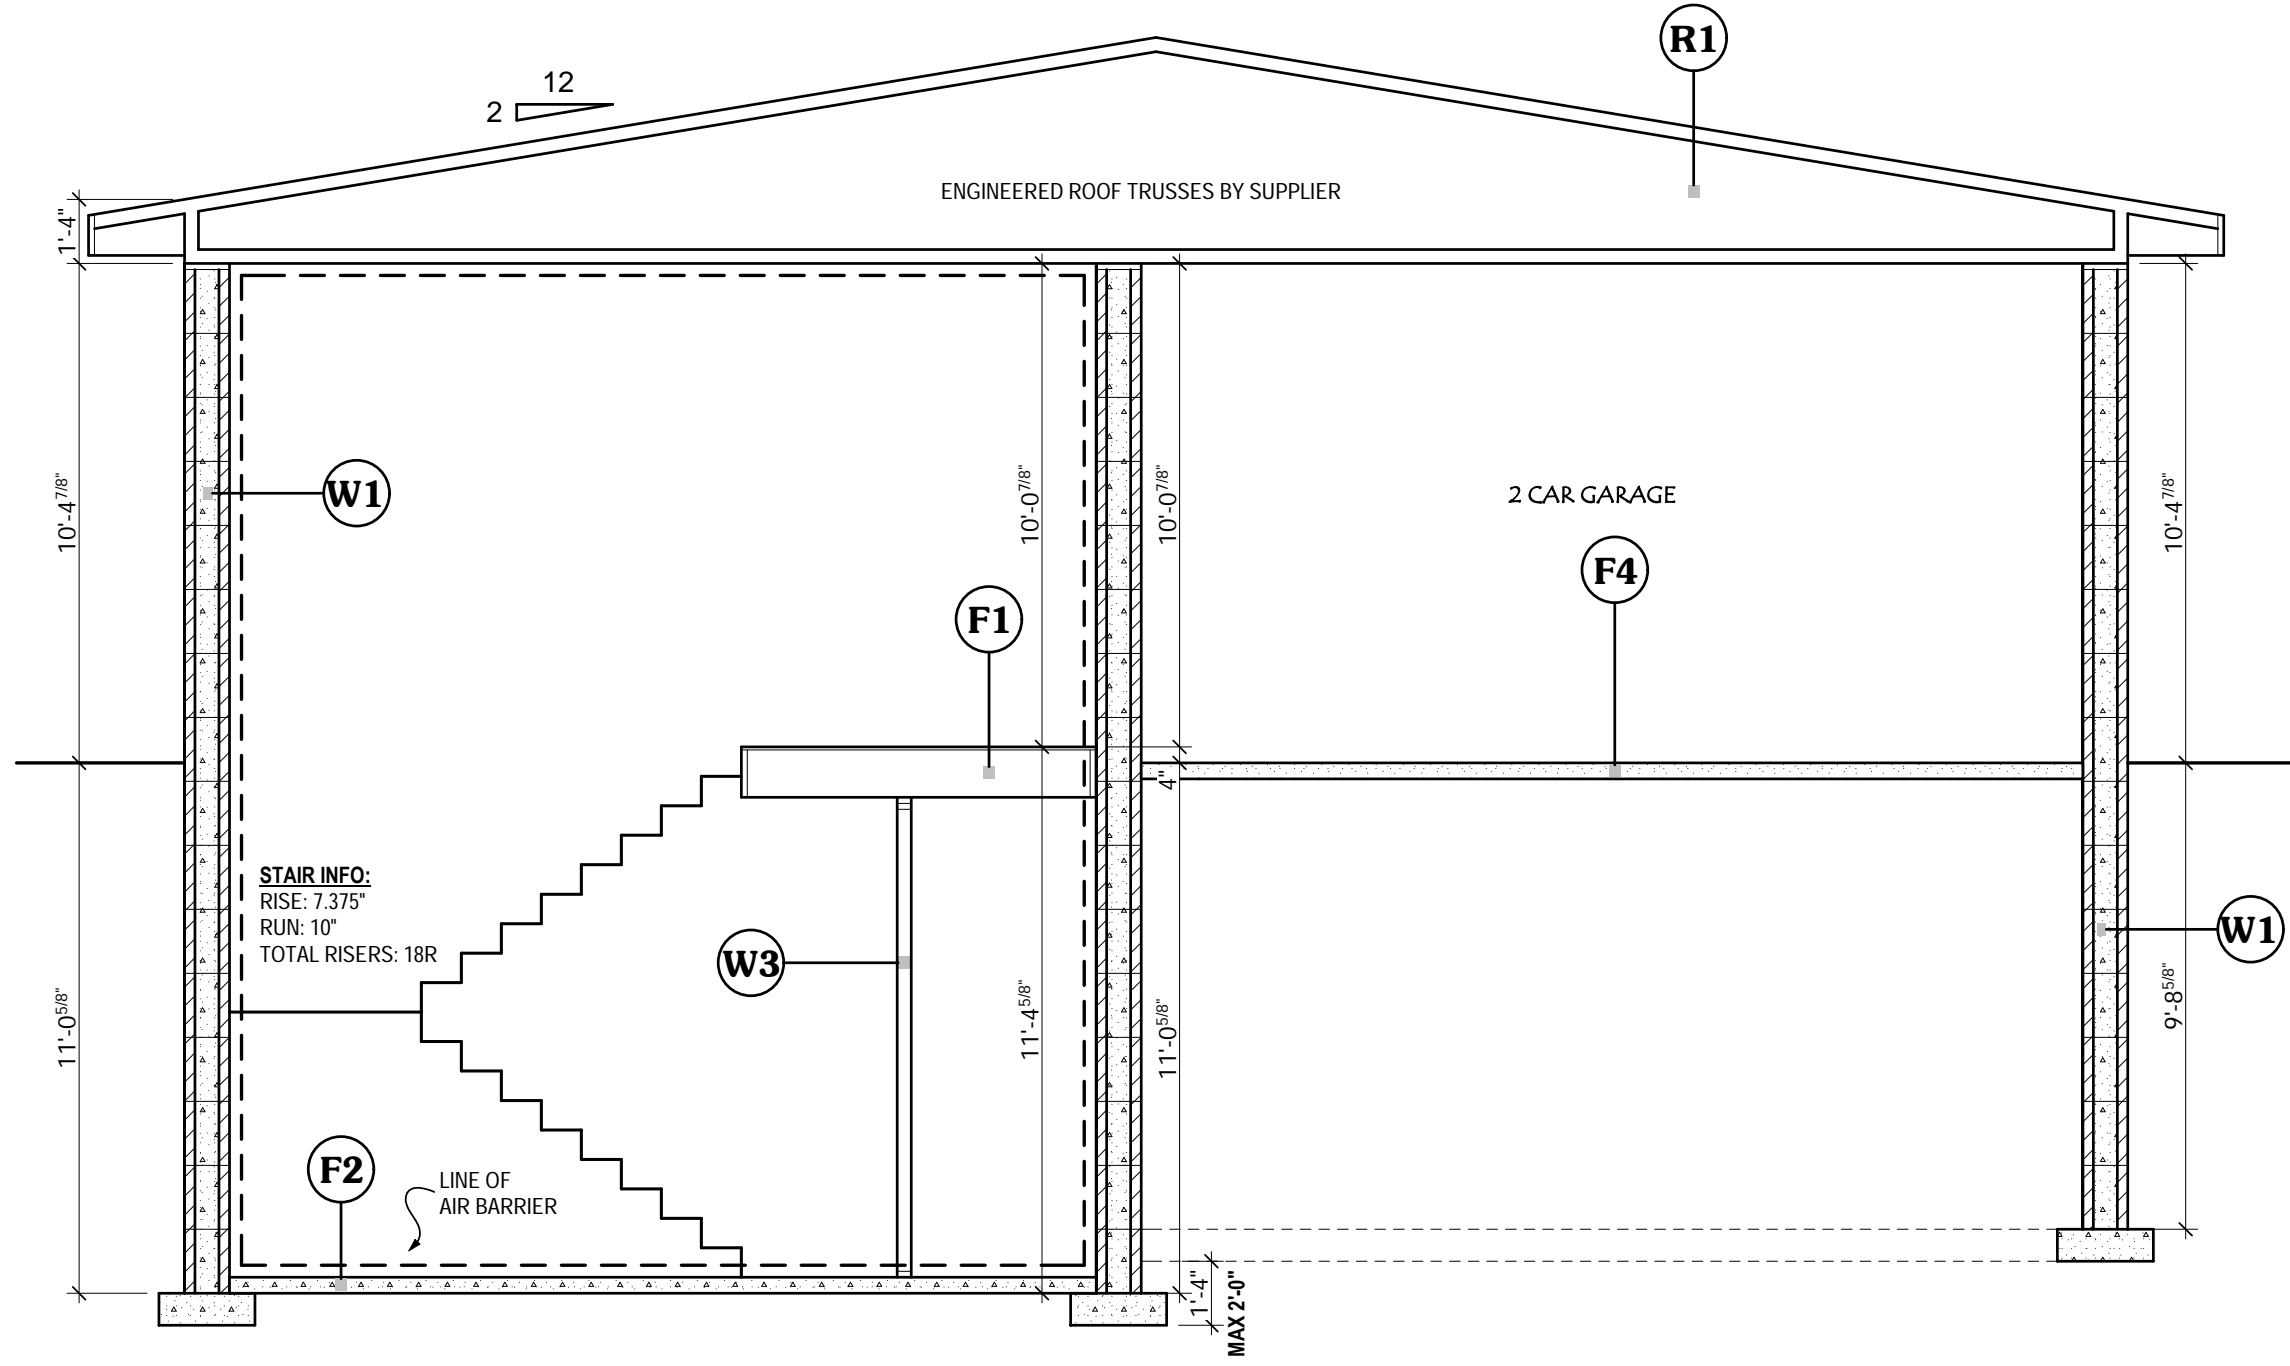 R1
12
2
ENGINEERED ROOF TRUSSES BY SUPPLIER
1'-4"
10'-4 7/8"
W1
10'-0 7/8"
10'-0 7/8"
2 CAR GARAGE
10'-4 7/8"
F4
F1
4"
STAIR INFO:
RISE: 7.375"
RUN: 10"
TOTAL RISERS: 18R
W3
W1
11'-0 5/8"
11'-4 5/8"
11'-0 5/8"
9'-8 5/8"
F2
LINE OF
AIR BARRIER
1'-4"
MAX 2'-0"